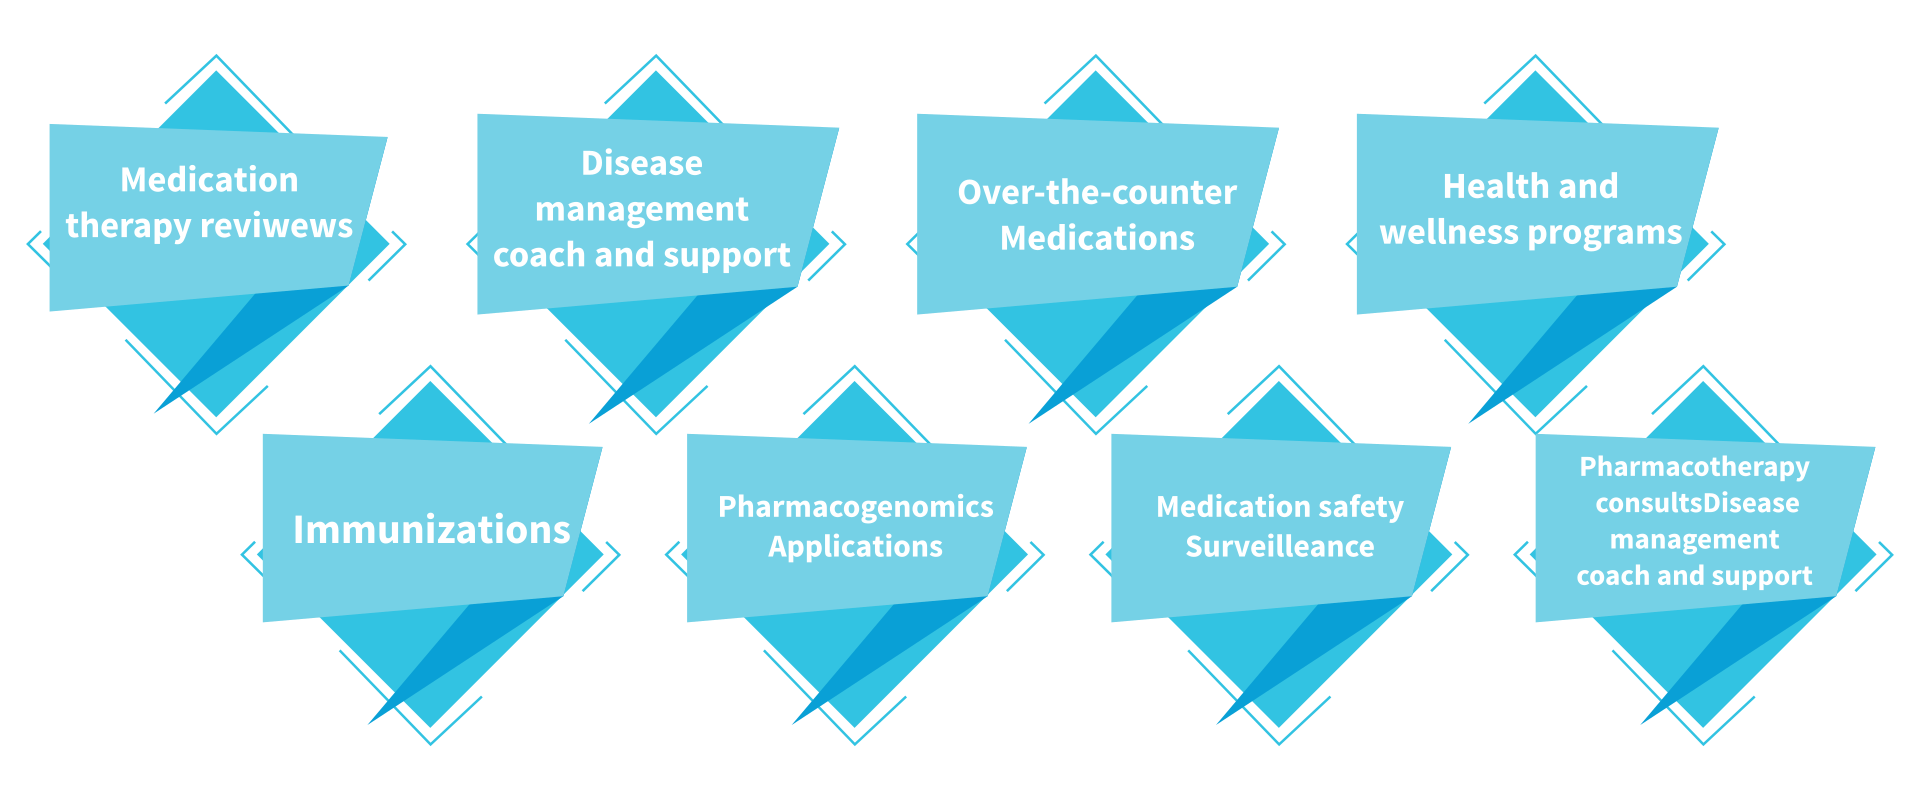 Medication
therapy reviwews
Disease
management
coach and support
Over-the-counter
Medications
Health and
wellness programs
Immunizations
Pharmacogenomics
Applications
Medication safety
Surveilleance
Pharmacotherapy
consultsDisease
management
coach and support